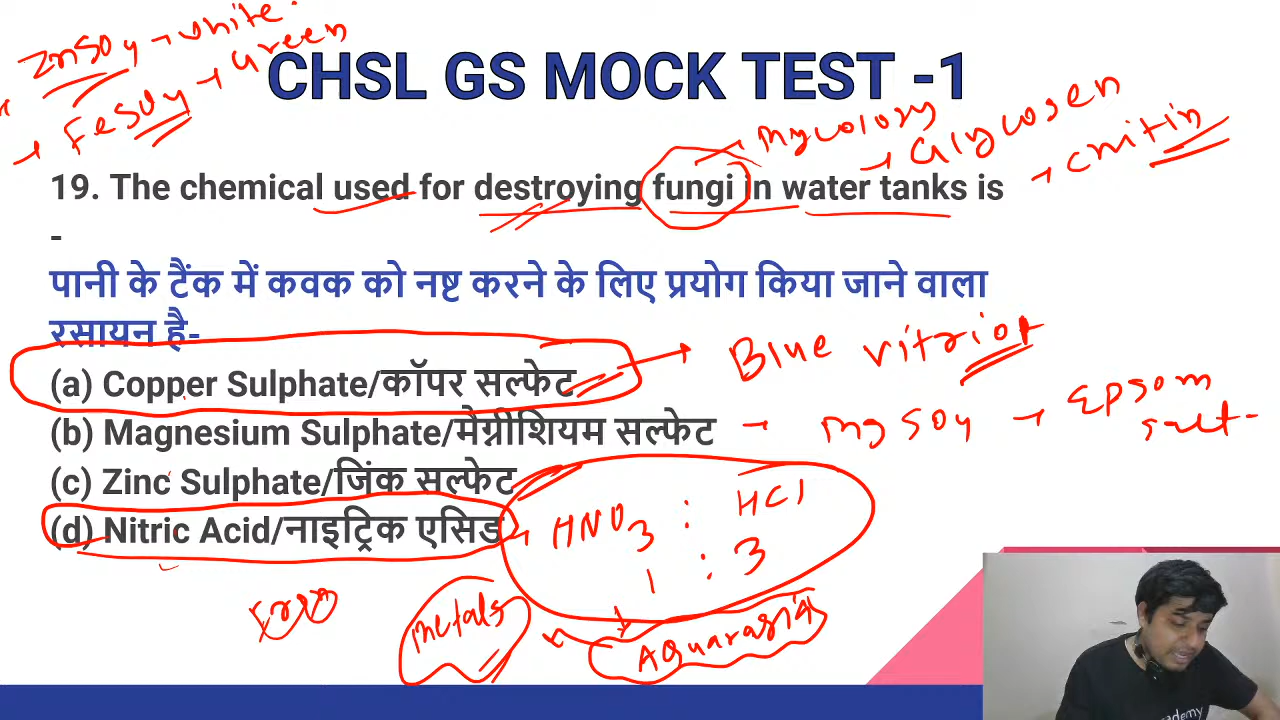 ZnSO4 → White
→ FeSO4 → Green
CHSL GS MOCK TEST -1
→ Mycology
→ Glycogen
→ Chitin
19. The chemical used for destroying fungi in water tanks is
-
पानी के टैंक में कवक को नष्ट करने के लिए प्रयोग किया जाने वाला
रसायन है-
(a) Copper Sulphate/कॉपर सल्फेट → Blue vitriol
(b) Magnesium Sulphate/मैग्नीशियम सल्फेट → MgSO4 → Epsom
salt
(c) Zinc Sulphate/जिंक सल्फेट
(d) Nitric Acid/नाइट्रिक एसिड
HNO3 : HCl
1 : 3
metals
Aquaragia
academy